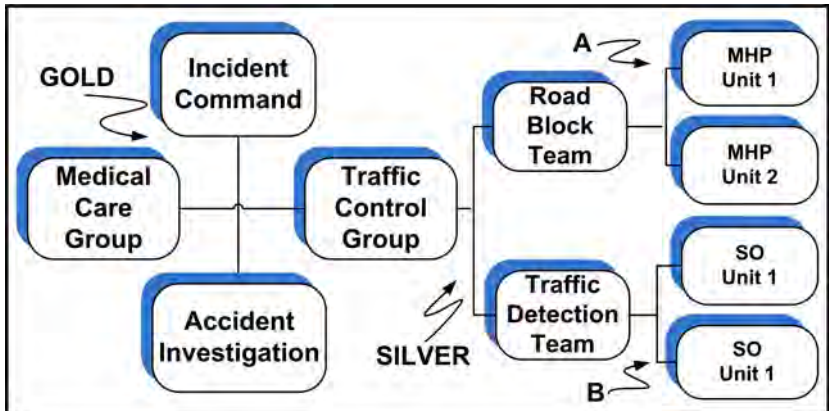 GOLD
Incident
Command
Medical
Care
Group
Traffic
Control
Group
Accident
Investigation
SILVER
A
Road
Block
Team
MHP
Unit 1
MHP
Unit 2
Traffic
Detection
Team
SO
Unit 1
B
SO
Unit 1